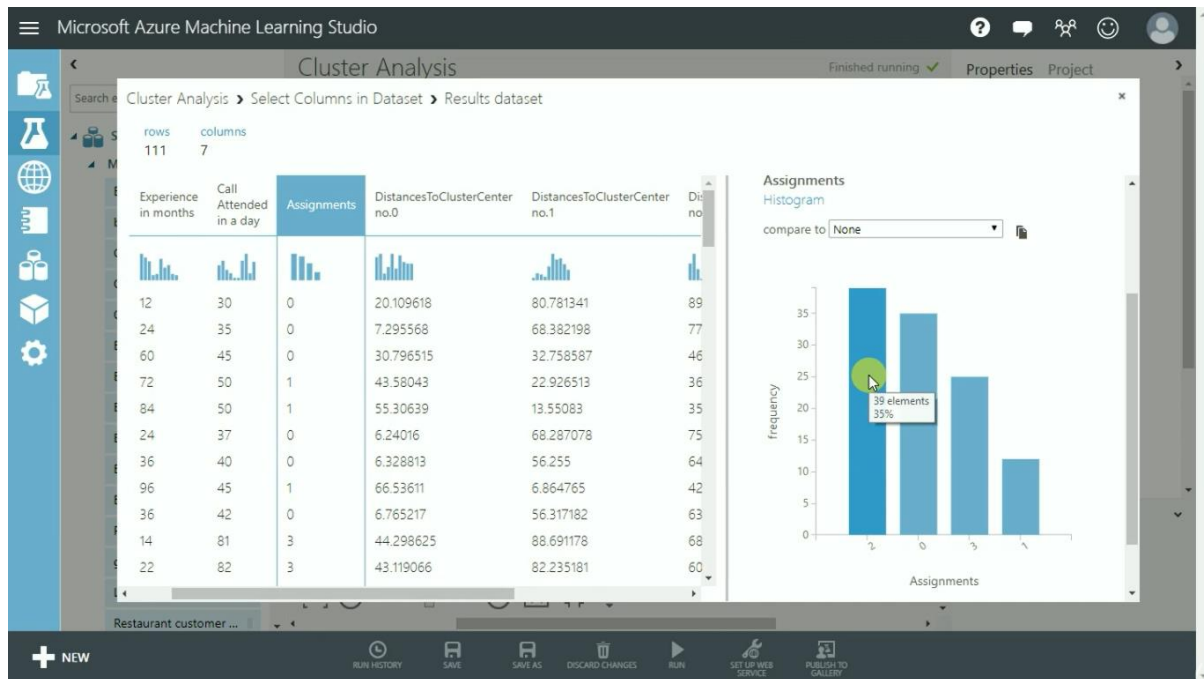 Microsoft Azure Machine Learning Studio
Cluster Analysis
Finished running
Properties Project
Search e
Cluster Analysis Select Columns in Dataset Results dataset
rows columns
111 7
Experience in months
Call Attended in a day
Assignments
DistancesToClusterCenter no.0
DistancesToClusterCenter no.1
12 30 0 20.109618 80.781341 89
24 35 0 7.295568 68.382198 77
60 45 0 30.796515 32.758587 46
72 50 1 43.58043 22.926513 36
84 50 1 55.30639 13.55083 35
24 37 0 6.24016 68.287078 75
36 40 0 6.328813 56.255 64
96 45 1 66.53611 6.864765 42
36 42 0 6.765217 56.317182 63
14 81 3 44.298625 88.691178 68
22 82 3 43.119066 82.235181 60
Assignments
Histogram
compare to None
frequency
35
30
25
20
15
10
5
0
39 elements
35%
2 0 3 1
Assignments
Restaurant customer ...
NEW
RUN HISTORY
SAVE
SAVE AS
DISCARD CHANGES
RUN
SET UP WEB SERVICE
PUBLISH TO GALLERY